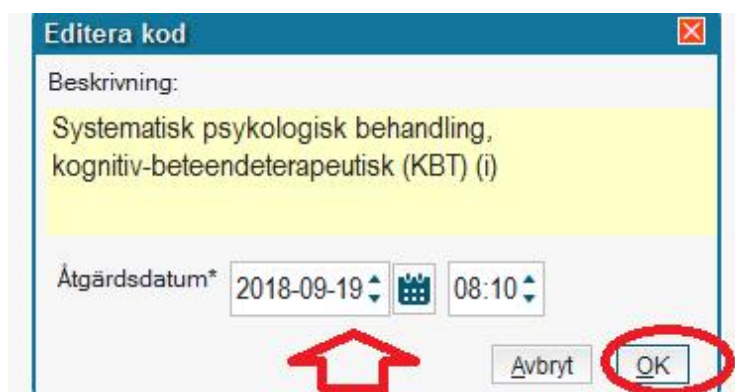 Editera kod
Beskrivning:
Systematisk psykologisk behandling,
kognitiv-beteendeterapeutisk (KBT) (i)
Åtgärdsdatum* 2018-09-19 08:10
Avbryt OK